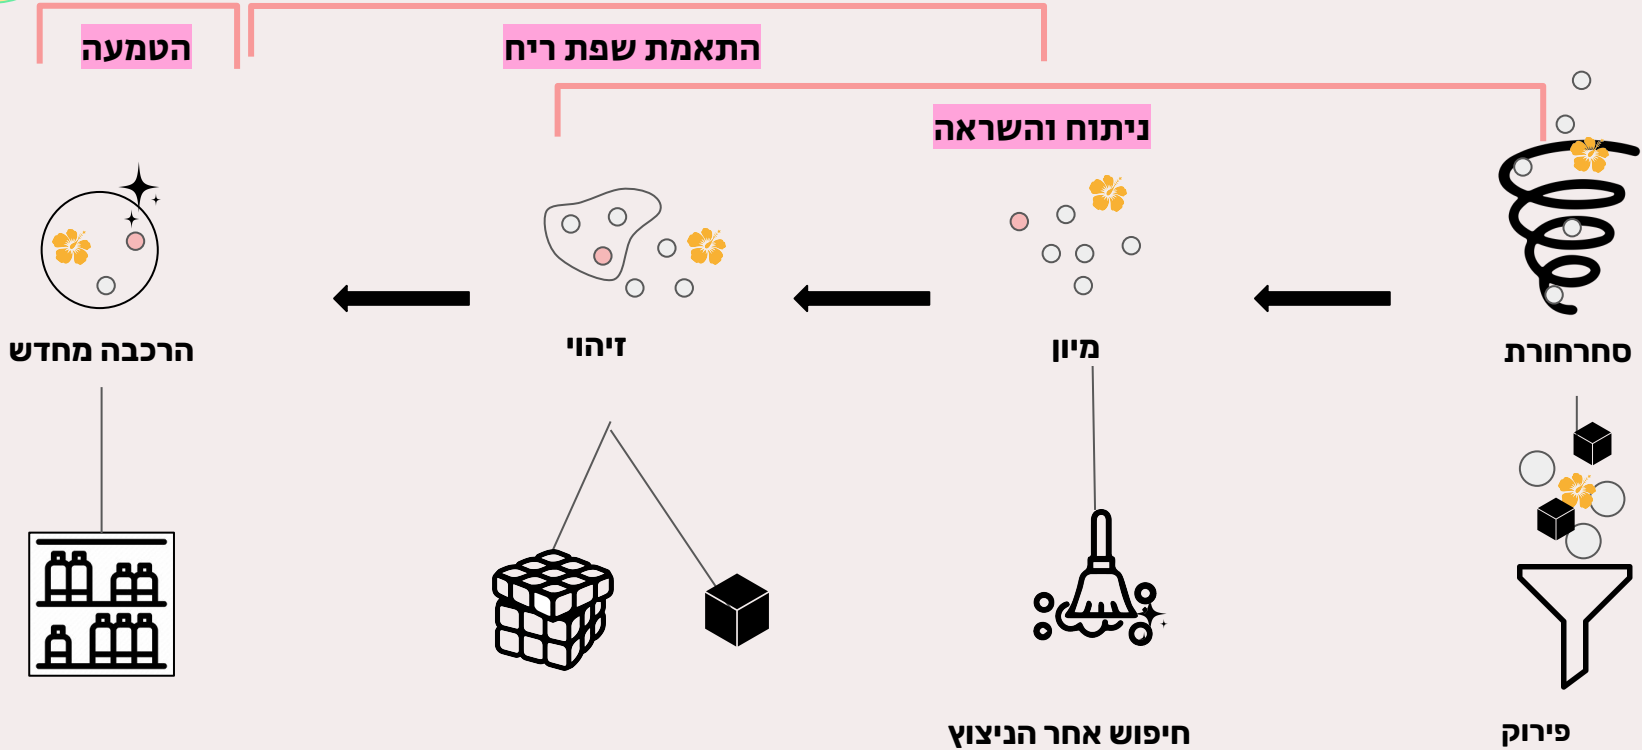 הטמעה
התאמת שפת ריח
ניתוח והשראה
סחרחורת
מיון
זיהוי
הרכבה מחדש
פירוק
חיפוש אחר הניצוץ